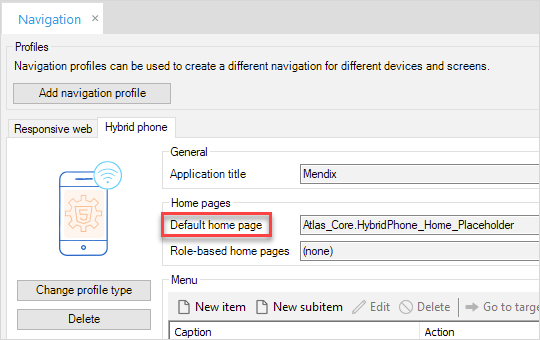 Navigation ×
Profiles
Navigation profiles can be used to create a different navigation for different devices and screens.
Add navigation profile
Responsive web Hybrid phone
General
Application title Mendix
Home pages
Default home page Atlas_Core.HybridPhone_Home_Placeholder
Role-based home pages (none)
Change profile type
Delete
Menu
New item New subitem Edit Delete Go to targe
Caption Action